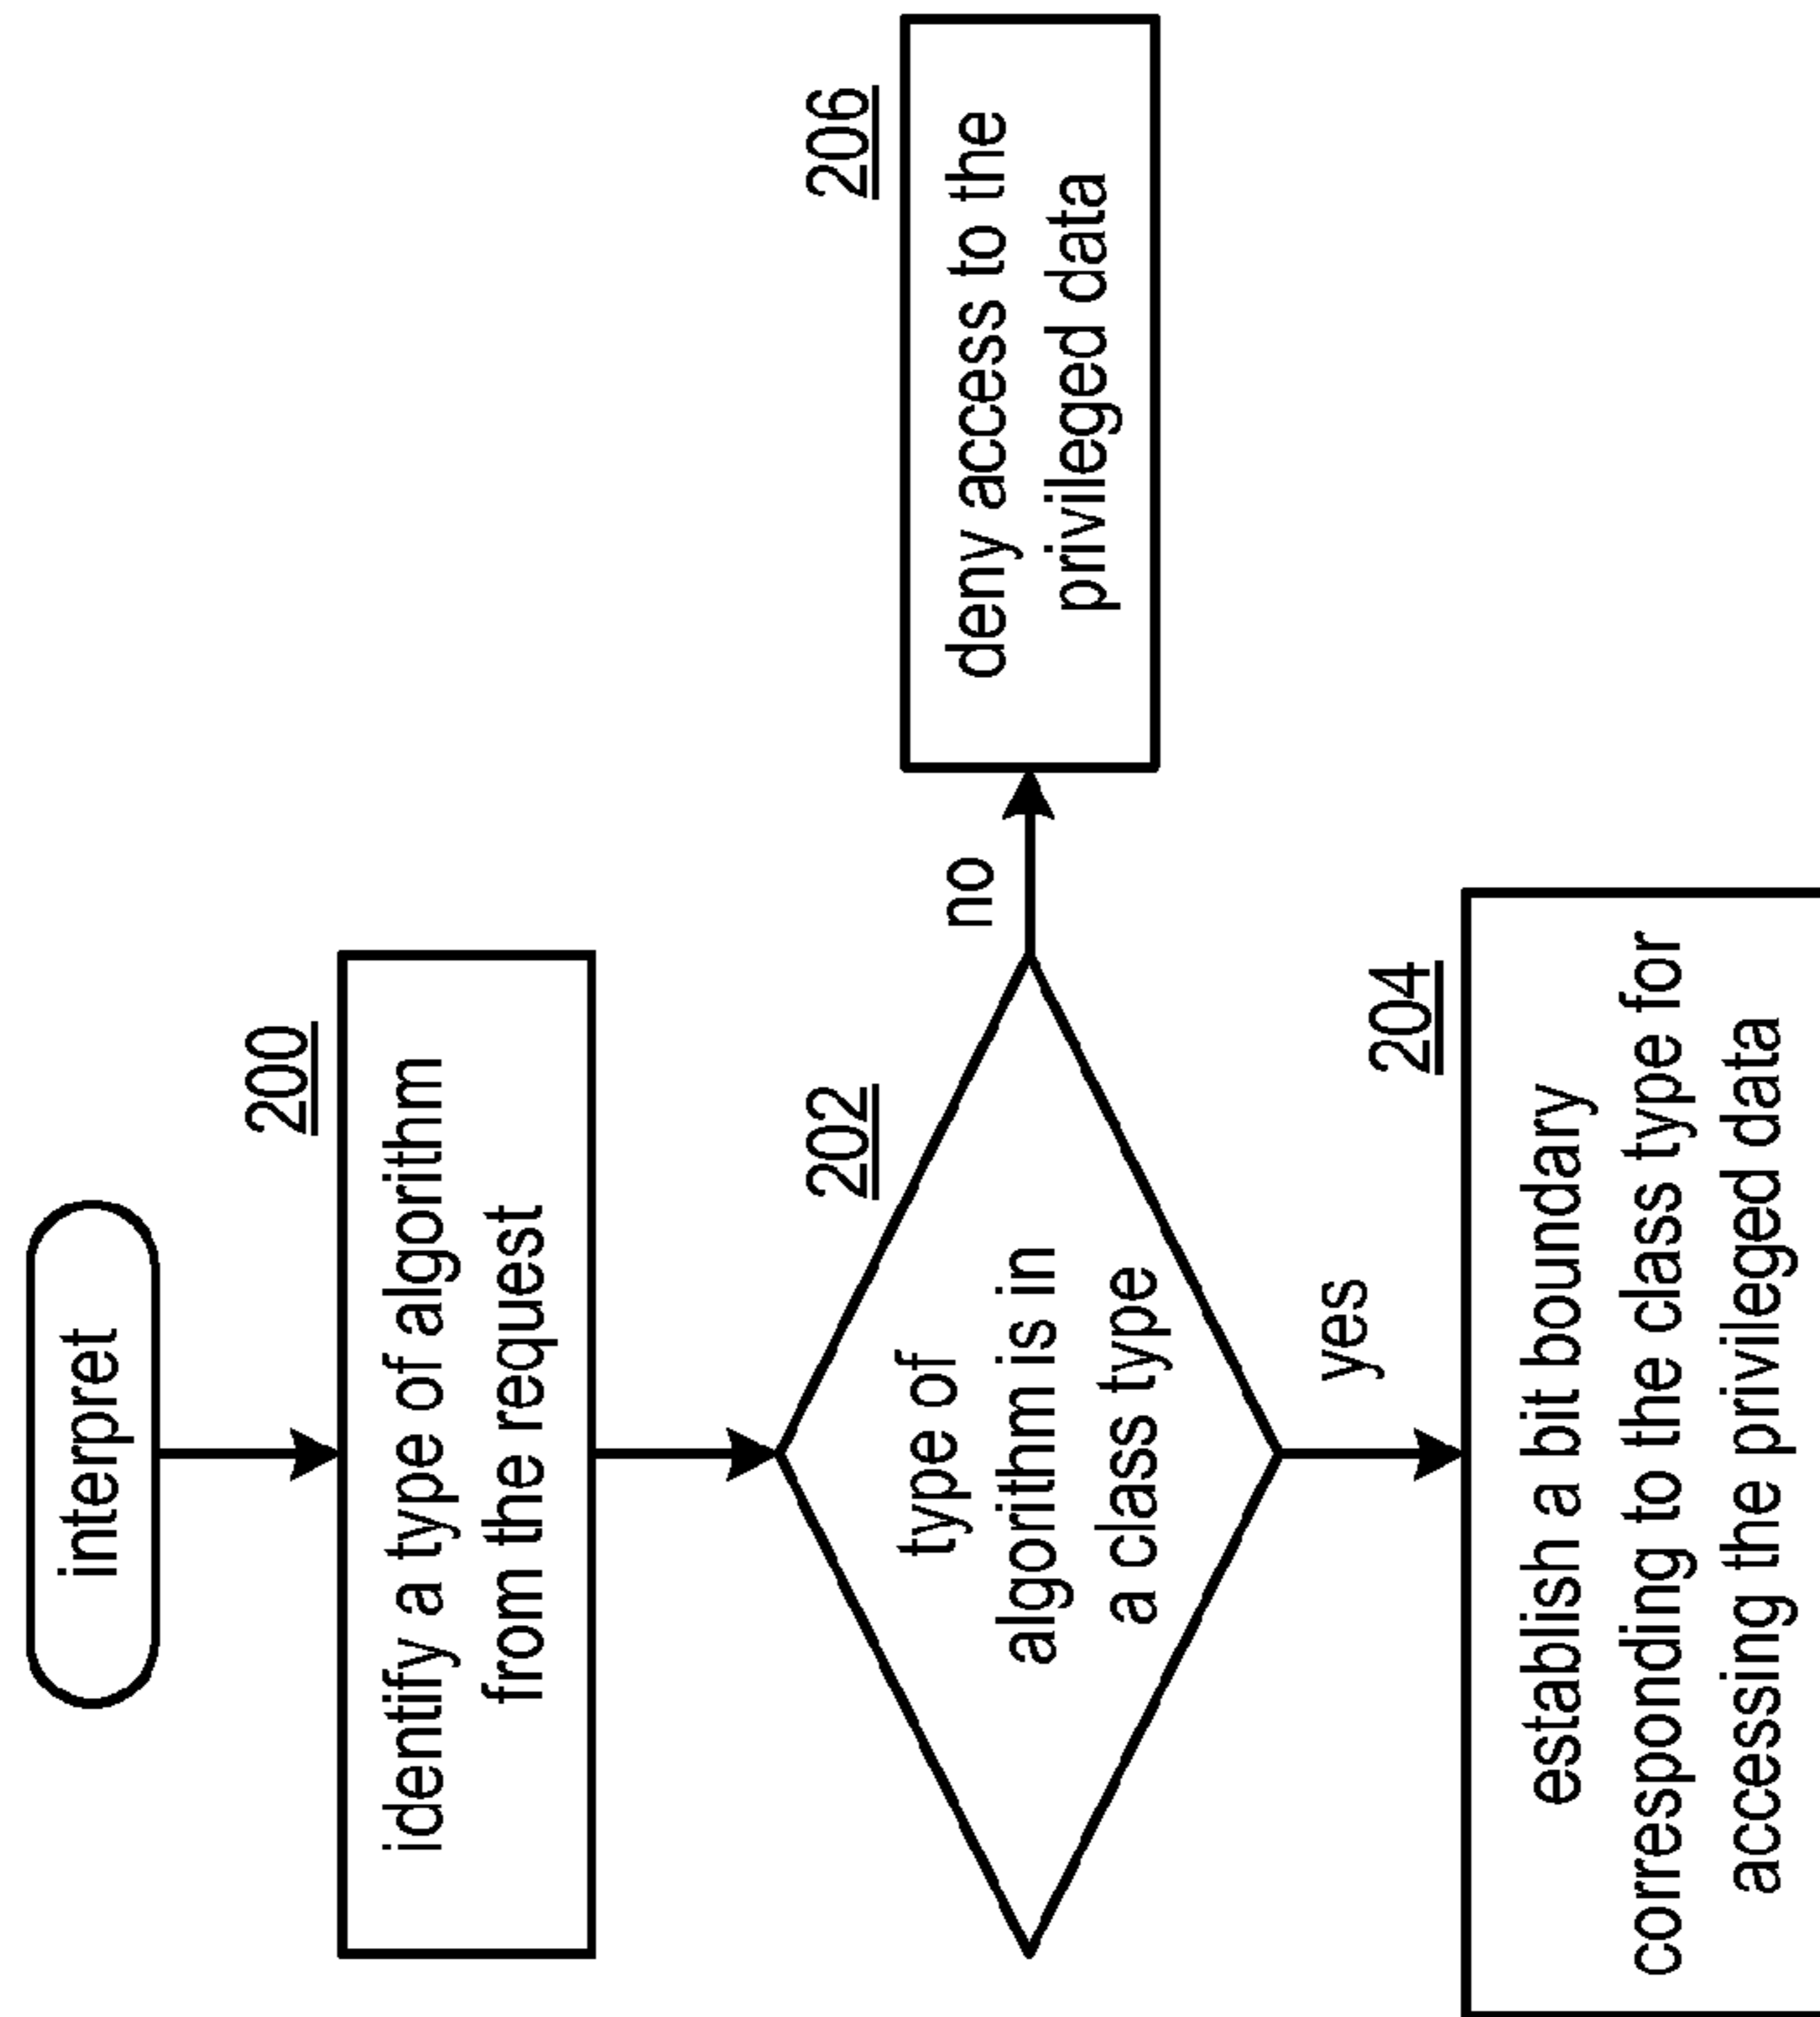 interpret
200
identify a type of algorithm
from the request
202
type of
algorithm is in
a class type
no
206
deny access to the
privileged data
yes
204
establish a bit boundary
corresponding to the class type for
accessing the privileged data